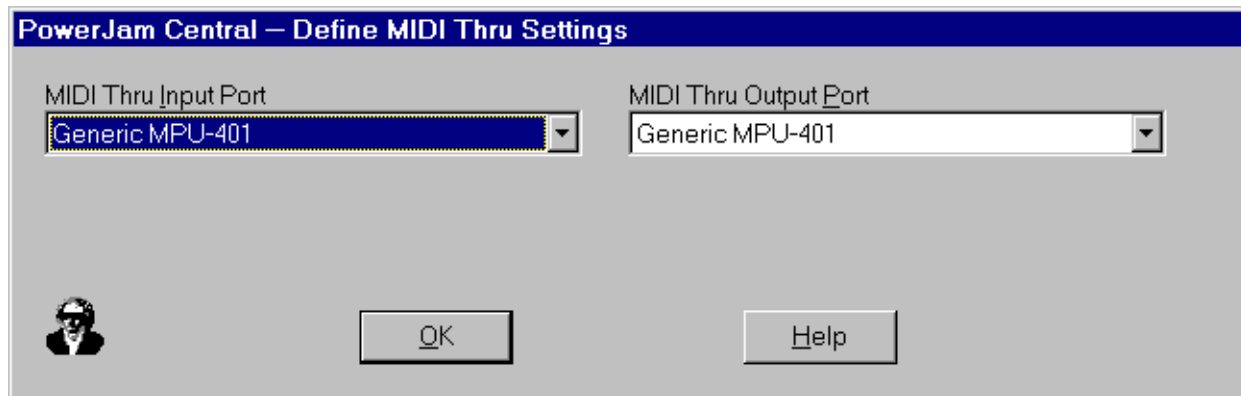 PowerJam Central — Define MIDI Thru Settings
MIDI Thru Input Port
MIDI Thru Output Port
Generic MPU-401
Generic MPU-401
OK
Help